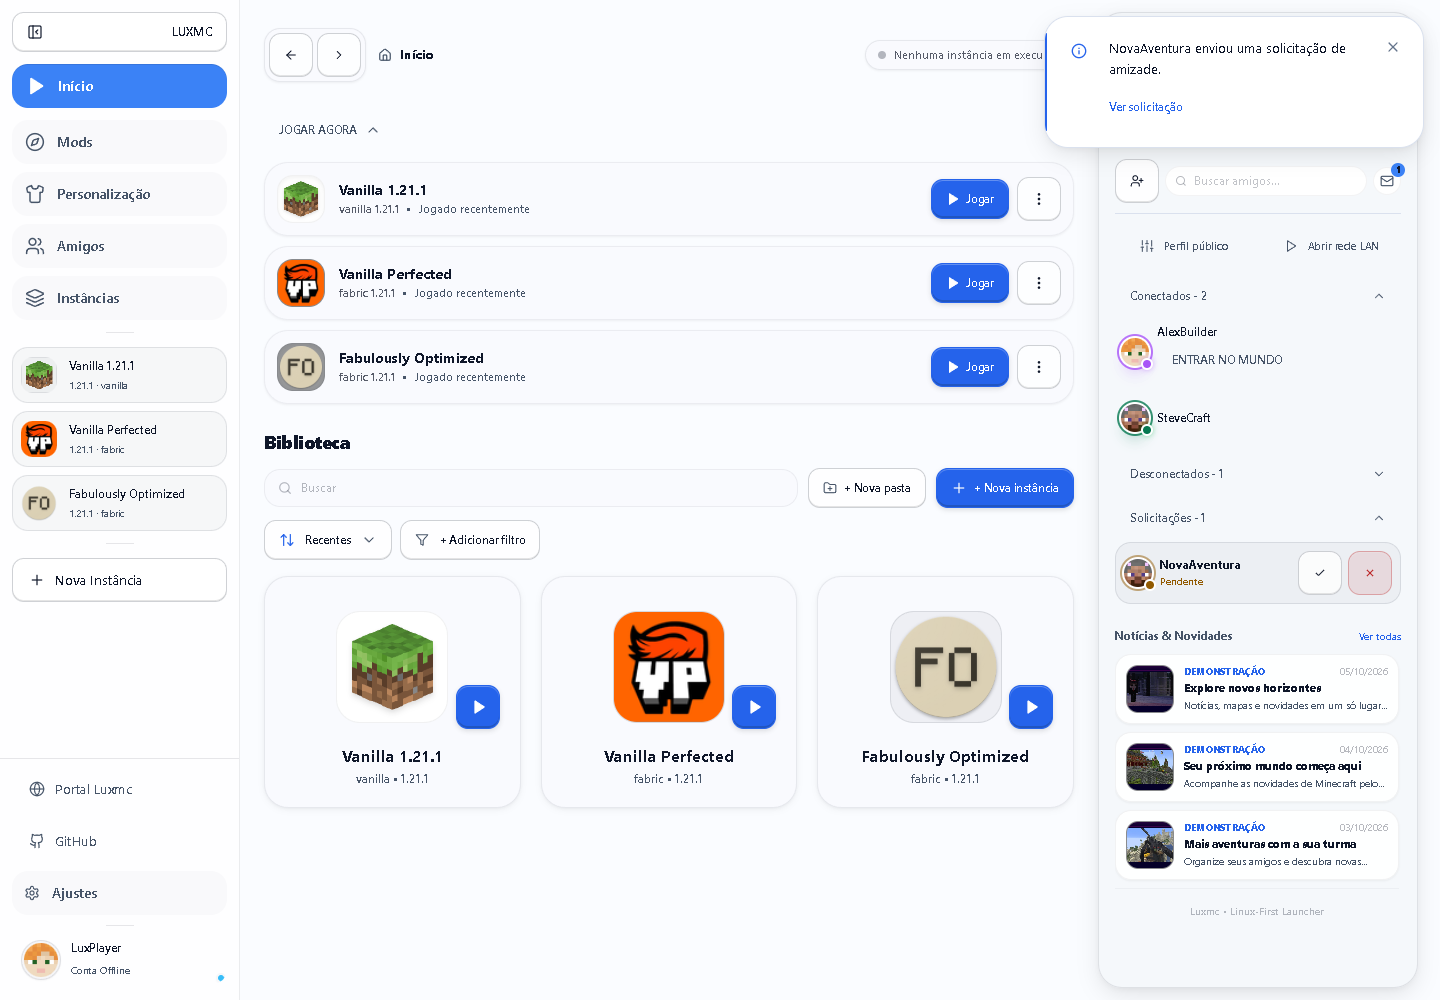 LUXMC
Início
Mods
Personalização
Amigos
Instâncias
Vanilla 1.21.1
1.21.1 · vanilla
Vanilla Perfected
1.21.1 · fabric
Fabulously Optimized
1.21.1 · fabric
Nova Instância
Portal Luxmc
GitHub
Ajustes
LuxPlayer
Conta Offline
Início
Nenhuma instância em execu
JOGAR AGORA
Vanilla 1.21.1
vanilla 1.21.1 • Jogado recentemente
Jogar
Vanilla Perfected
fabric 1.21.1 • Jogado recentemente
Jogar
Fabulously Optimized
fabric 1.21.1 • Jogado recentemente
Jogar
Biblioteca
Buscar
+ Nova pasta
+ Nova instância
Recentes
+ Adicionar filtro
Vanilla 1.21.1
vanilla • 1.21.1
Vanilla Perfected
fabric • 1.21.1
Fabulously Optimized
fabric • 1.21.1
NovaAventura enviou uma solicitação de
amizade.
Ver solicitação
Buscar amigos...
1
Perfil público
Abrir rede LAN
Conectados - 2
AlexBuilder
ENTRAR NO MUNDO
SteveCraft
Desconectados - 1
Solicitações - 1
NovaAventura
Pendente
Notícias & Novidades
Ver todas
DEMONSTRAÇÃO
05/10/2026
Explore novos horizontes
Notícias, mapas e novidades em um só lugar...
DEMONSTRAÇÃO
04/10/2026
Seu próximo mundo começa aqui
Acompanhe as novidades de Minecraft pelo...
DEMONSTRAÇÃO
03/10/2026
Mais aventuras com a sua turma
Organize seus amigos e descubra novas...
Luxmc • Linux-First Launcher